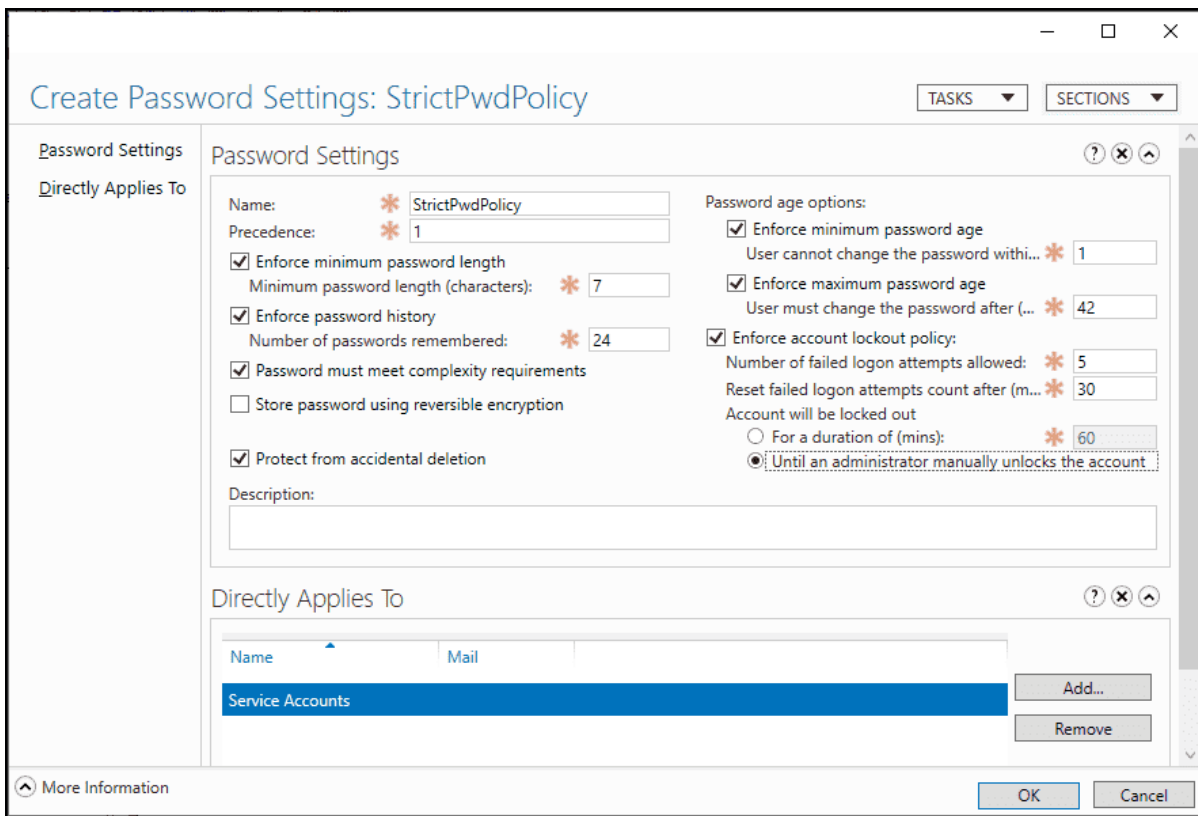 Create Password Settings: StrictPwdPolicy
TASKS
SECTIONS
Password Settings
Directly Applies To
Password Settings
Name:
StrictPwdPolicy
Precedence:
1
Enforce minimum password length
Minimum password length (characters):
7
Enforce password history
Number of passwords remembered:
24
Password must meet complexity requirements
Store password using reversible encryption
Protect from accidental deletion
Password age options:
Enforce minimum password age
User cannot change the password withi...
1
Enforce maximum password age
User must change the password after (...
42
Enforce account lockout policy:
Number of failed logon attempts allowed:
5
Reset failed logon attempts count after (m...
30
Account will be locked out
For a duration of (mins):
60
Until an administrator manually unlocks the account
Description:
Directly Applies To
Name
Mail
Service Accounts
Add...
Remove
More Information
OK
Cancel